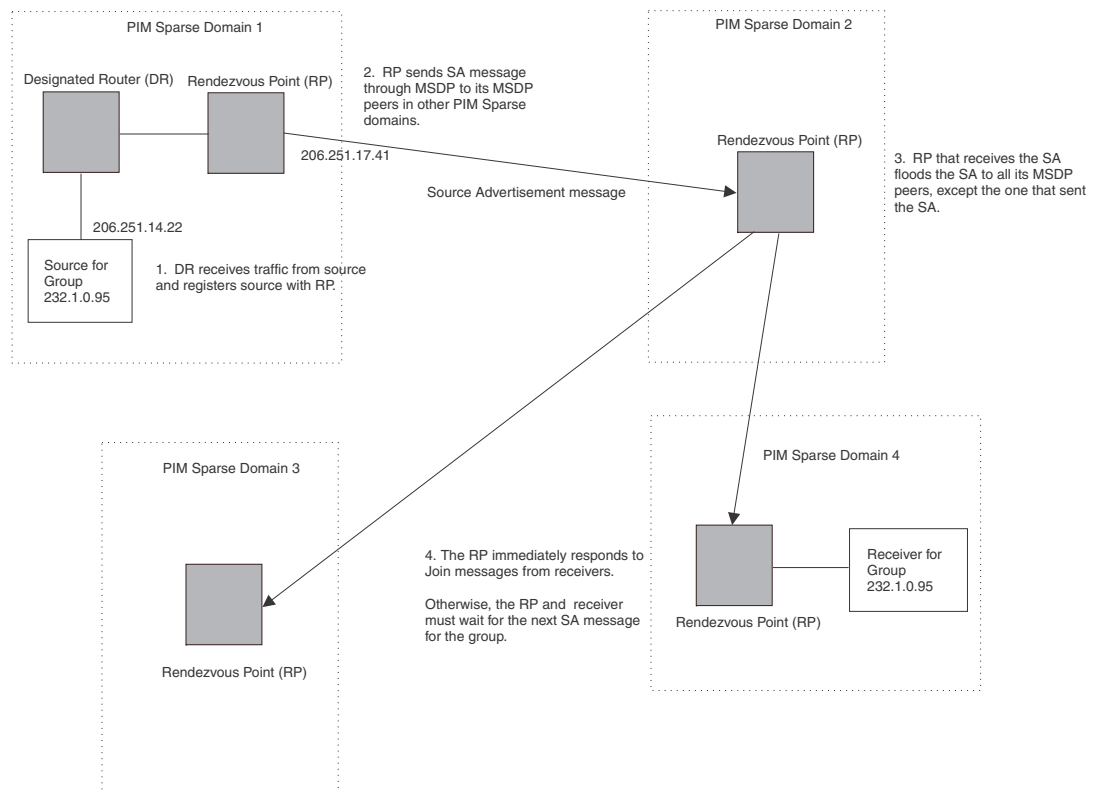 PIM Sparse Domain 1
PIM Sparse Domain 2
Designated Router (DR)
Rendezvous Point (RP)
2. RP sends SA message
through MSDP to its MSDP
peers in other PIM Sparse
domains.
206.251.17.41
Source Advertisement message
Rendezvous Point (RP)
3. RP that receives the SA
floods the SA to all its MSDP
peers, except the one that sent
the SA.
206.251.14.22
Source for
Group
232.1.0.95
1. DR receives traffic from source
and registers source with RP.
PIM Sparse Domain 3
Rendezvous Point (RP)
PIM Sparse Domain 4
4. The RP immediately responds to
Join messages from receivers.
Otherwise, the RP and receiver
must wait for the next SA message
for the group.
Rendezvous Point (RP)
Receiver for
Group
232.1.0.95